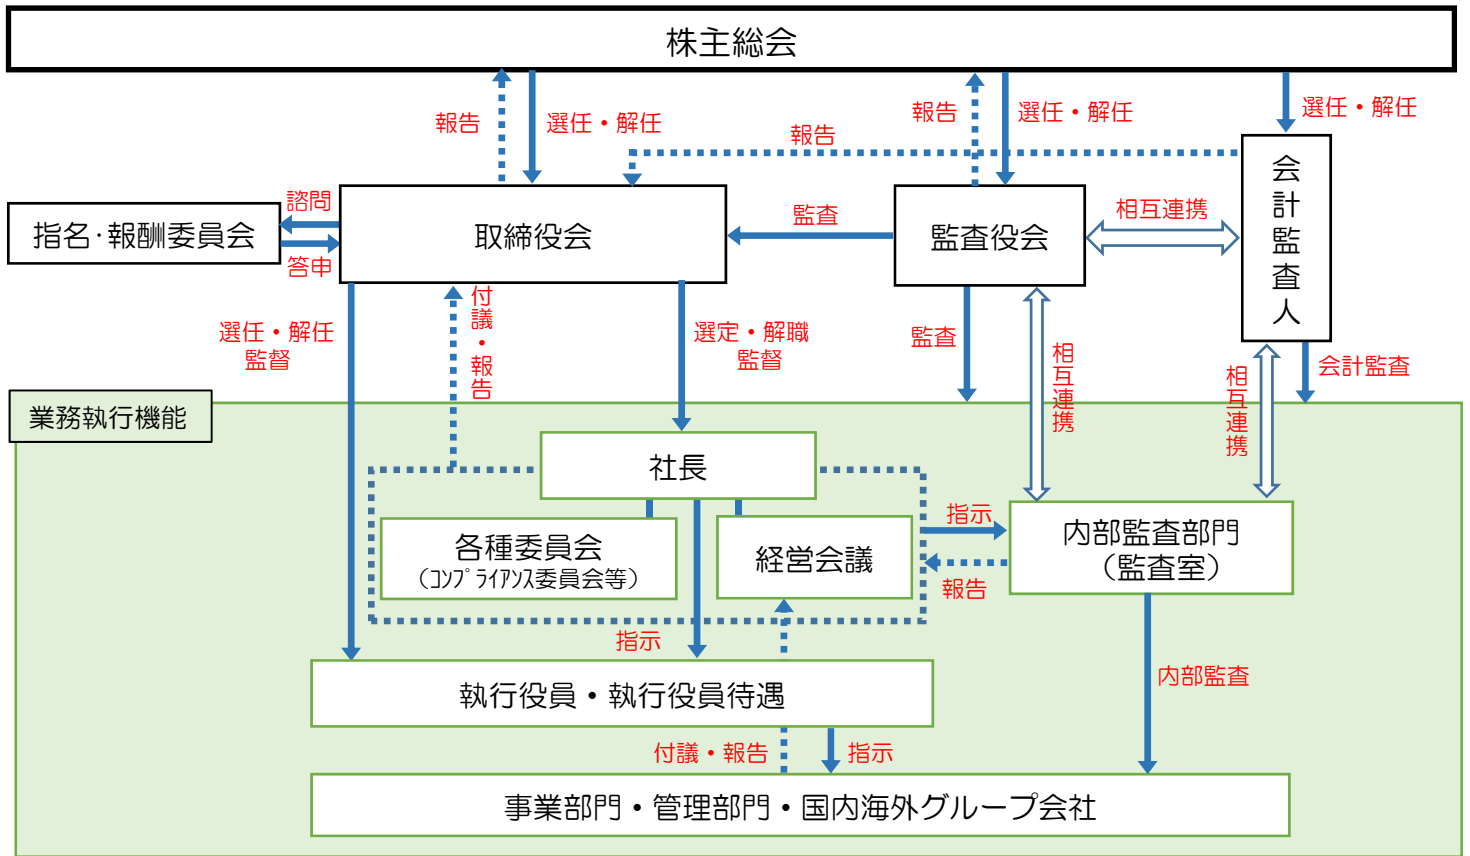 株主総会
報告
選任・解任
報告
報告
選任・解任
選任・解任
会計監査人
諮問
指名･報酬委員会
答申
取締役会
監査
監査役会
相互連携
選任・解任
監督
付議・報告
選定・解職
監督
監査
相互連携
相互連携
会計監査
業務執行機能
社長
各種委員会
（ｺﾝﾌﾟﾗｲｱﾝｽ委員会等）
経営会議
指示
報告
内部監査部門
（監査室）
指示
内部監査
執行役員・執行役員待遇
付議・報告
指示
事業部門・管理部門・国内海外グループ会社